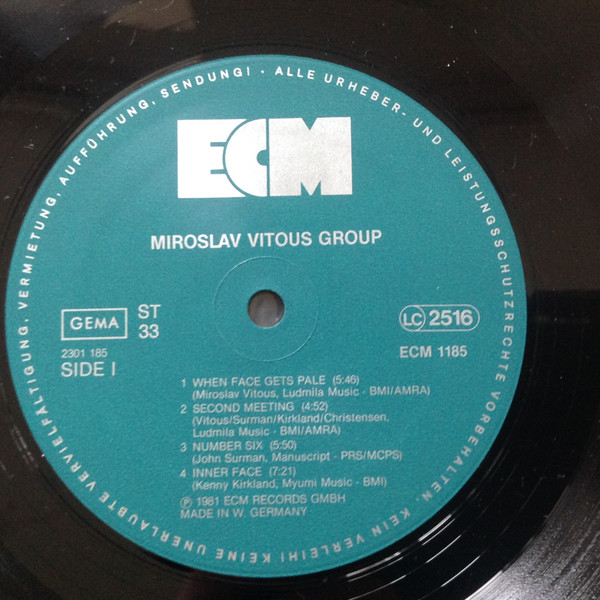 KEINE UNERLAUBTE VERVIELFÄLTIGUNG, VERMIETUNG, AUFFÜHRUNG, SENDUNG! · ALLE URHEBER- UND LEISTUNGSSCHUTZRECHTE VORBEHALTEN. KEIN VERLEIH!
ECM
MIROSLAV VITOUS GROUP
GEMA
ST
33
LC 2516
2301 185
SIDE I
ECM 1185
1 WHEN FACE GETS PALE (5:46)
(Miroslav Vitous, Ludmila Music - BMI/AMRA)
2 SECOND MEETING (4:52)
(Vitous/Surman/Kirkland/Christensen,
Ludmila Music - BMI/AMRA)
3 NUMBER SIX (5:50)
(John Surman, Manuscript - PRS/MCPS)
4 INNER FACE (7:21)
(Kenny Kirkland, Myumi Music - BMI)
℗ 1981 ECM RECORDS GMBH
MADE IN W. GERMANY